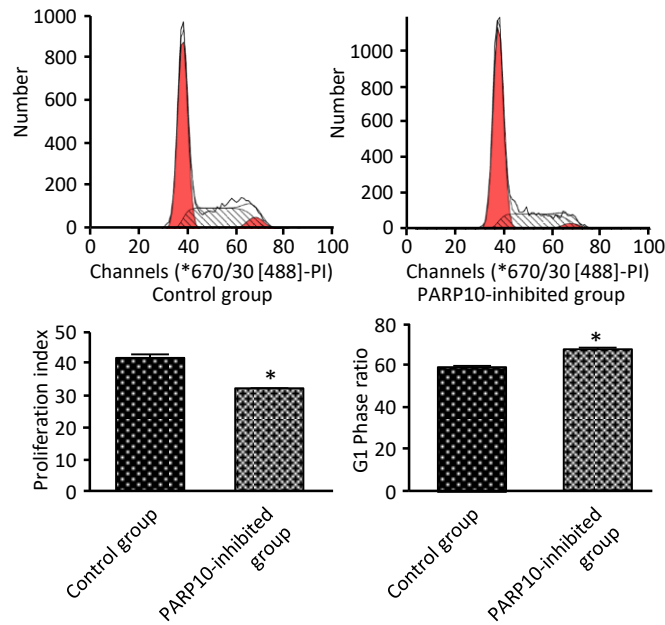 1000
800
600
400
200
0
Number
0 20 40 60 80 100
Channels (*670/30 [488]-PI)
Control group
1000
800
600
400
200
0
Number
0 20 40 60 80 100
Channels (*670/30 [488]-PI)
PARP10-inhibited group
50
40
30
20
10
0
Proliferation index
*
Control group
PARP10-inhibited
group
80
60
40
20
0
G1 Phase ratio
*
Control group
PARP10-inhibited
group